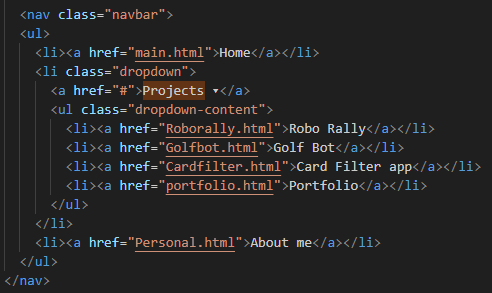 <nav class="navbar">
<ul>
<li><a href="main.html">Home</a></li>
<li class="dropdown">
<a href="#">Projects ▾</a>
<ul class="dropdown-content">
<li><a href="Roborally.html">Robo Rally</a></li>
<li><a href="Golfbot.html">Golf Bot</a></li>
<li><a href="Cardfilter.html">Card Filter app</a></li>
<li><a href="portfolio.html">Portfolio</a></li>
</ul>
</li>
<li><a href="Personal.html">About me</a></li>
</ul>
</nav>